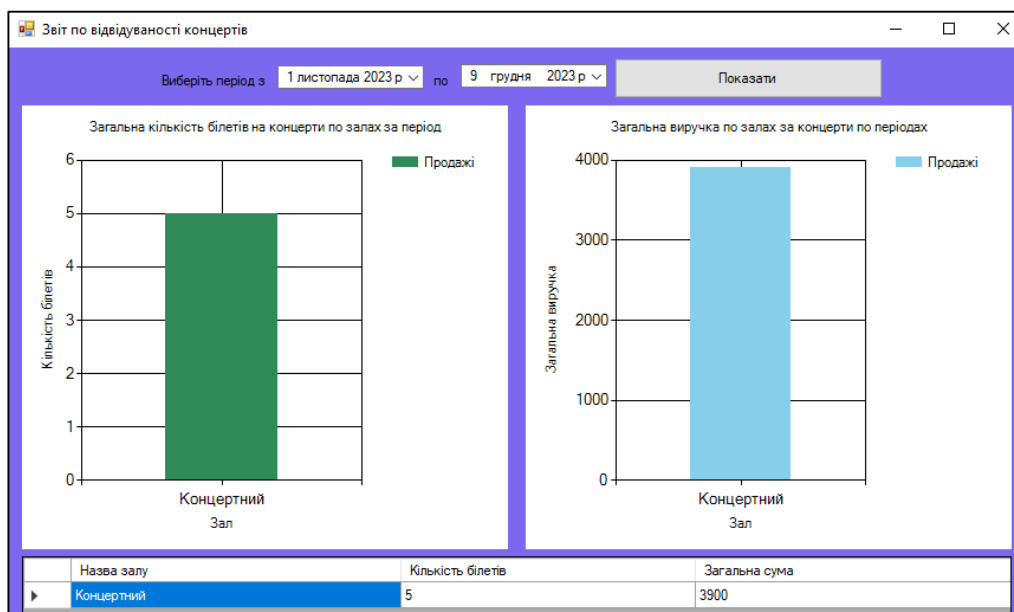 Звіт по відвідуваності концертів
Виберіть період з 1 листопада 2023 р по 9 грудня 2023 р Показати
Загальна кількість білетів на концерти по залах за період
Продажі
6
5
4
3
2
1
0
Кількість білетів
Концертний
Зал
Загальна виручка по залах за концерти по періодах
Продажі
4000
3000
2000
1000
0
Загальна виручка
Концертний
Зал
Назва залу Кількість білетів Загальна сума
Концертний 5 3900